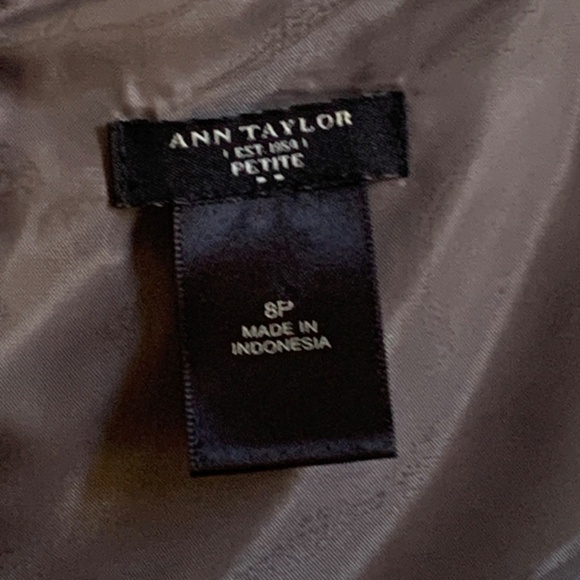 ANN TAYLOR
EST. 1954
PETITE
8P
MADE IN
INDONESIA